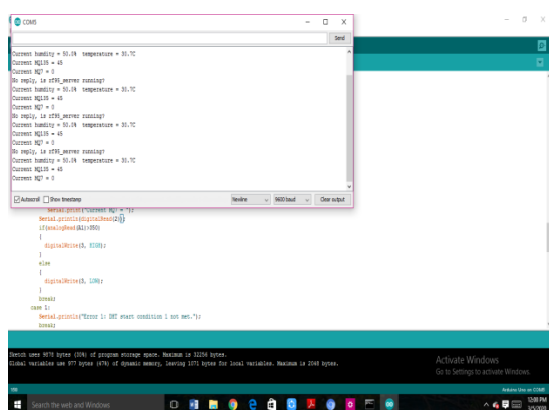 COM5
Send
Current humdity = 50.0% temperature = 30.7C
Current MQ135 = 45
Current MQ7 = 0
No reply, is rf95_server running?
Current humdity = 50.0% temperature = 30.7C
Current MQ135 = 45
Current MQ7 = 0
No reply, is rf95_server running?
Current humdity = 50.0% temperature = 30.7C
Current MQ135 = 45
Current MQ7 = 0
No reply, is rf95_server running?
Current humdity = 50.0% temperature = 30.7C
Current MQ135 = 45
Current MQ7 = 0
Autoscroll Show timestamp Newline 9600 baud Clear output
Serial.print("Current MQ7 = ");
Serial.println(digitalRead(2));
if(analogRead(A1)>350)
{
digitalWrite(3, HIGH);
}
else
{
digitalWrite(3, LOW);
}
break;
case 1:
Serial.println("Error 1: DHT start condition 1 not met.");
break;
Sketch uses 9878 bytes (30%) of program storage space. Maximum is 32256 bytes.
Global variables use 977 bytes (47%) of dynamic memory, leaving 1071 bytes for local variables. Maximum is 2048 bytes.
Activate Windows
Go to Settings to activate Windows.
Arduino Uno on COM5
Search the web and Windows
12:08 PM